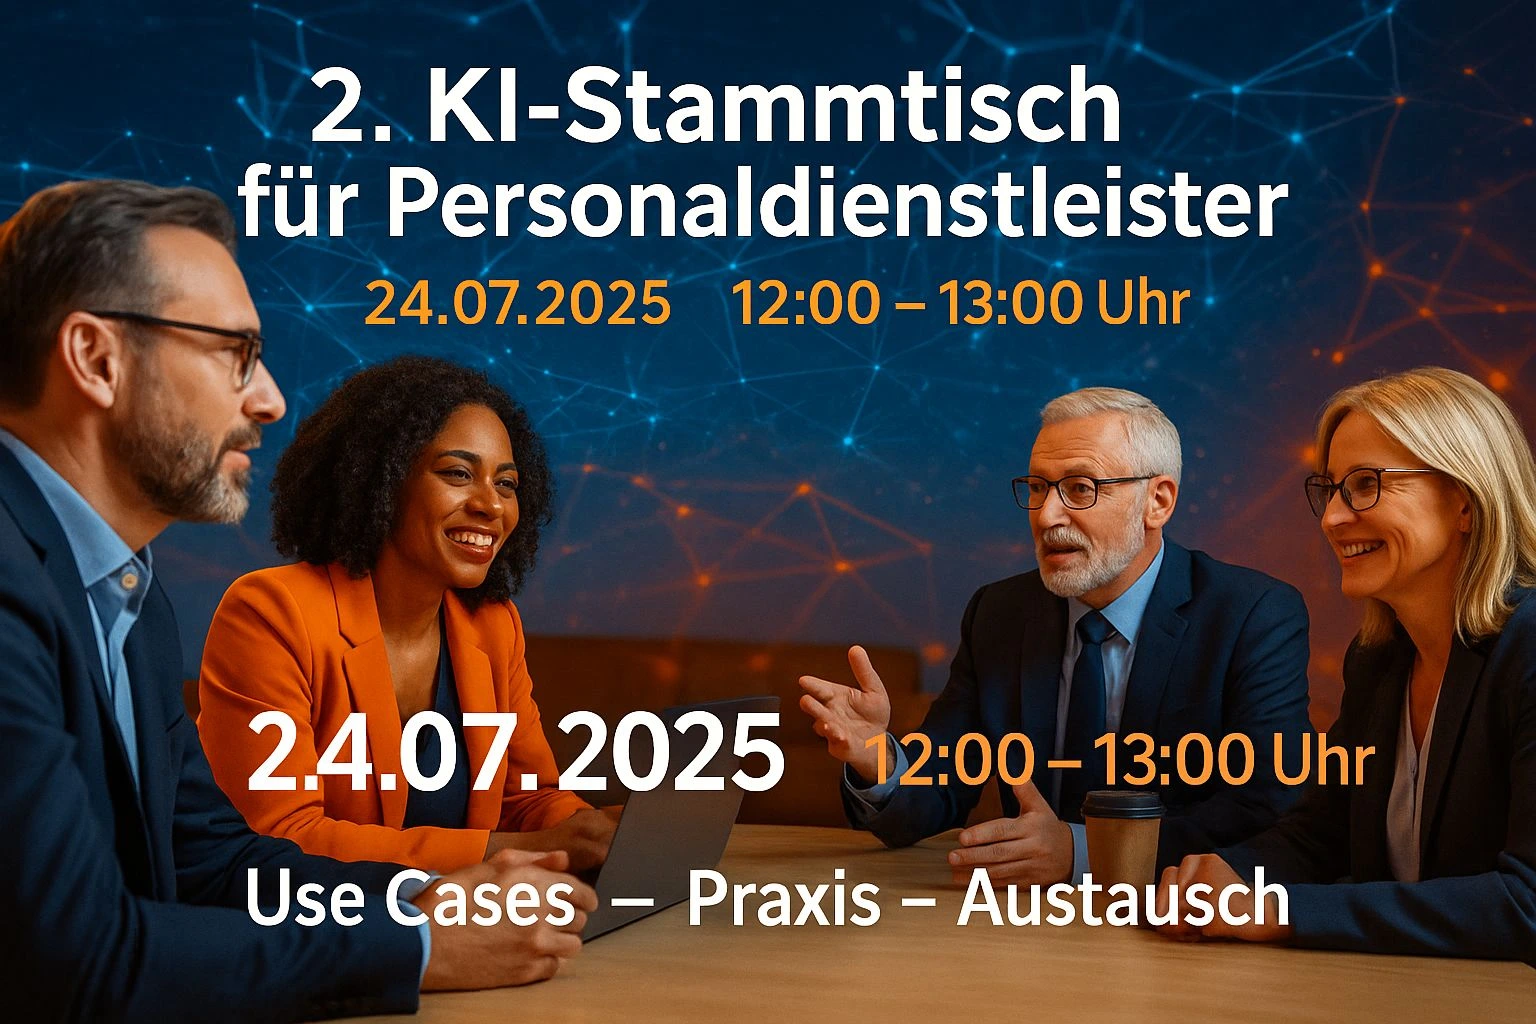 2. KI-Stammtisch
für Personaldienstleister
24.07.2025 12:00 – 13:00 Uhr
2.4.07.2025 12:00 – 13:00 Uhr
Use Cases – Praxis – Austausch